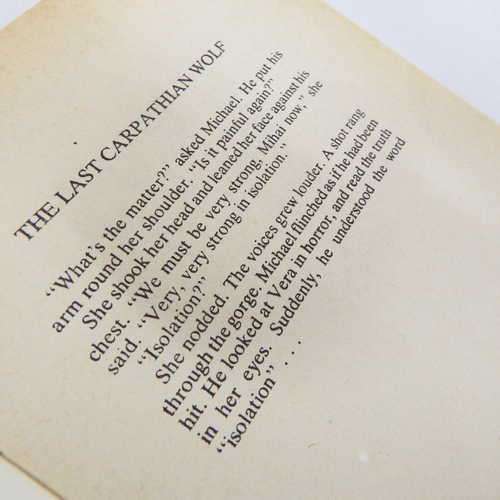 THE LAST CARPATHIAN WOLF
"What's the matter?" asked Michael. He put his
arm round her shoulder. "Is it painful again?"
She shook her head and leaned her face against his
chest. "We must be very strong, Mihai now," she
said. "Very, very strong in isolation."
"Isolation?"
She nodded. The voices grew louder. A shot rang
through the gorge. Michael flinched as if he had been
hit. He looked at Vera in horror, and read the truth
in her eyes. Suddenly, he understood the word
"isolation" ....